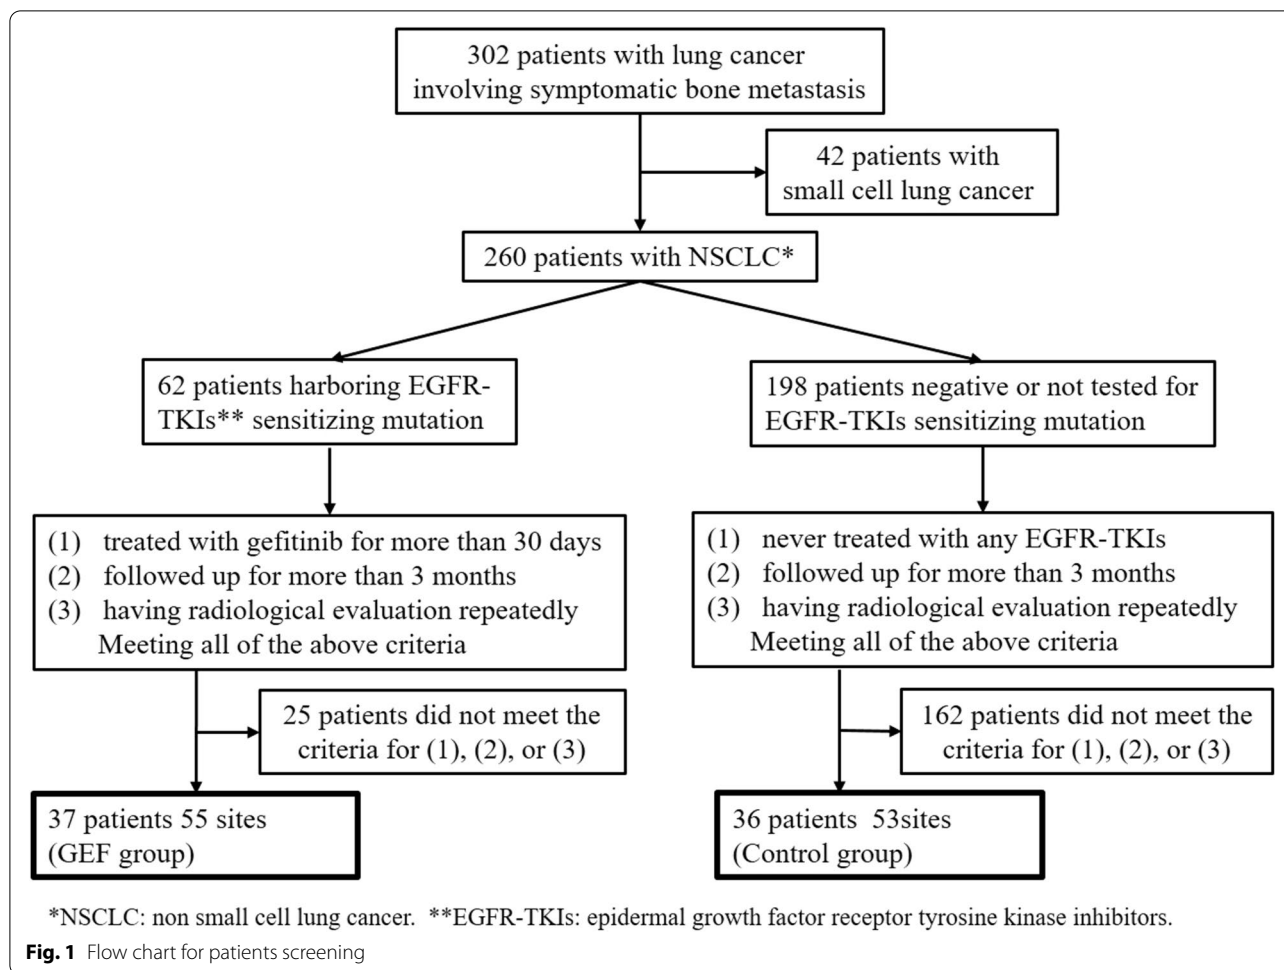 302 patients with lung cancer
involving symptomatic bone metastasis
42 patients with
small cell lung cancer
260 patients with NSCLC*
62 patients harboring EGFR-
TKIs** sensitizing mutation
198 patients negative or not tested for
EGFR-TKIs sensitizing mutation
(1) treated with gefitinib for more than 30 days
(2) followed up for more than 3 months
(3) having radiological evaluation repeatedly
Meeting all of the above criteria
(1) never treated with any EGFR-TKIs
(2) followed up for more than 3 months
(3) having radiological evaluation repeatedly
Meeting all of the above criteria
25 patients did not meet the
criteria for (1), (2), or (3)
162 patients did not meet the
criteria for (1), (2), or (3)
37 patients 55 sites
(GEF group)
36 patients 53sites
(Control group)
*NSCLC: non small cell lung cancer. **EGFR-TKIs: epidermal growth factor receptor tyrosine kinase inhibitors.
Fig. 1 Flow chart for patients screening